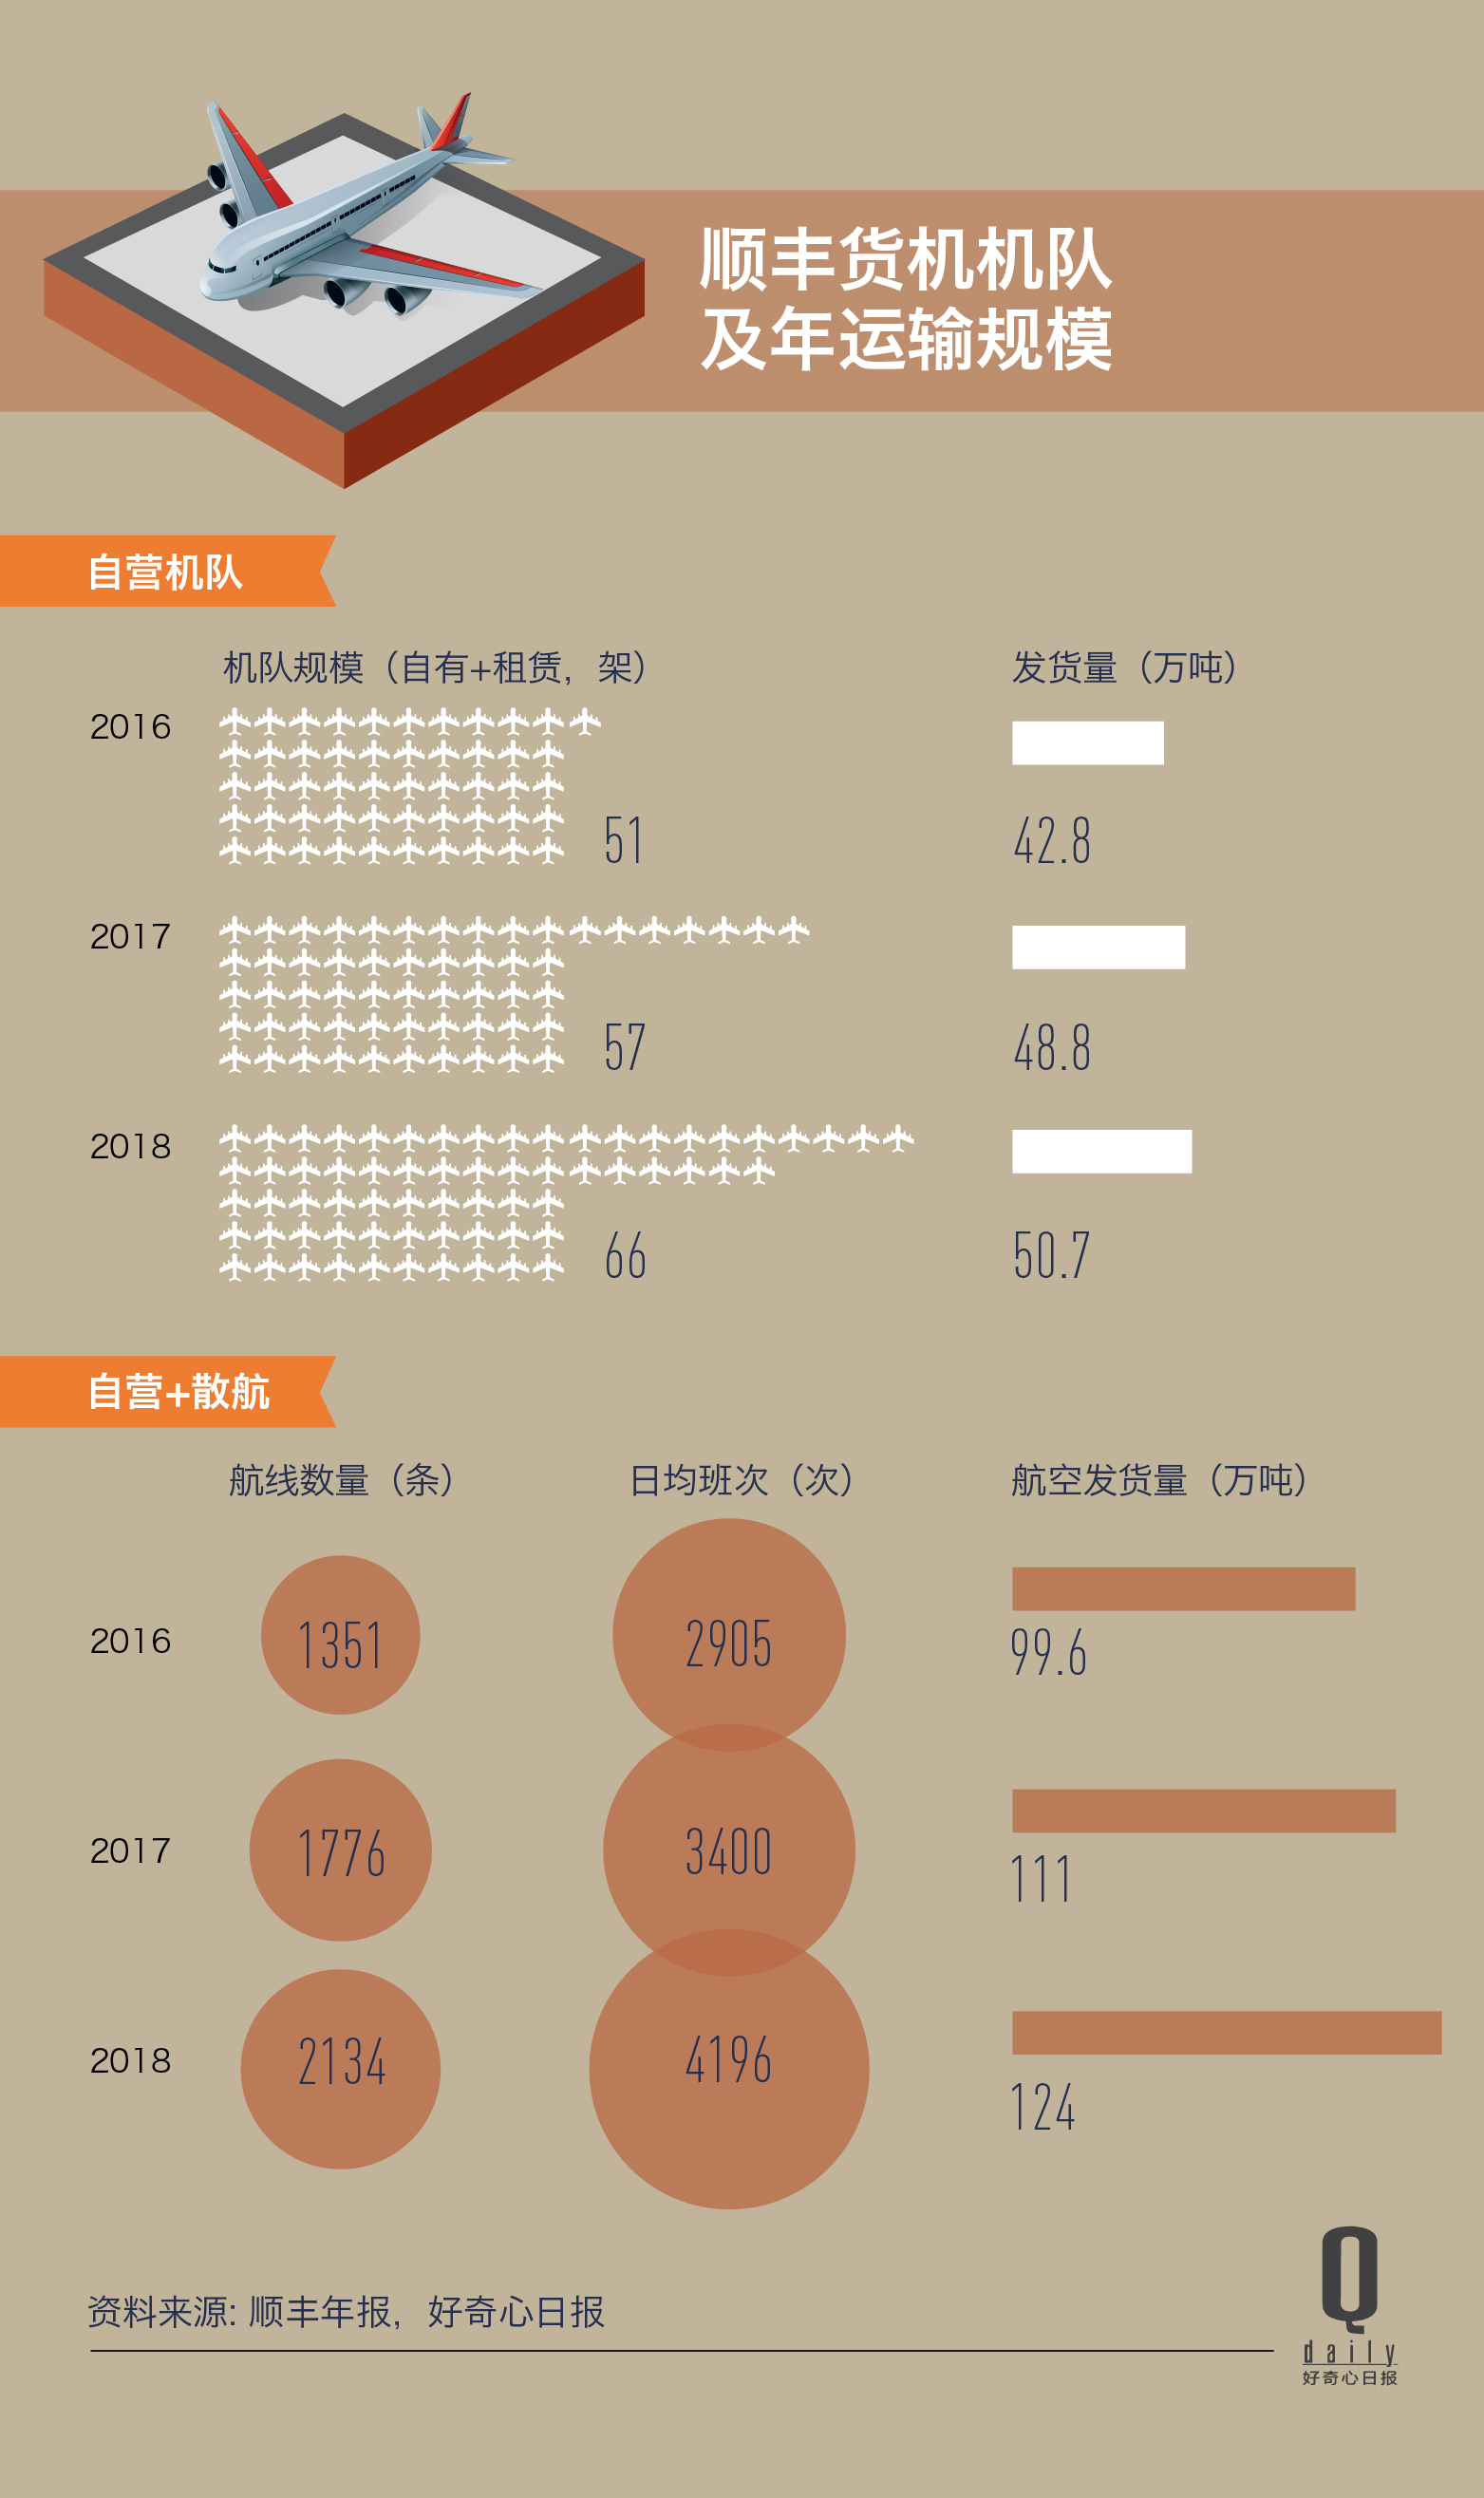 顺丰货机机队
及年运输规模
自营机队
机队规模（自有+租赁，架） 发货量（万吨）
2016
51 42.8
2017
57 48.8
2018
66 50.7
自营+散航
航线数量（条） 日均班次（次） 航空发货量（万吨）
2016 1351 2905 99.6
2017 1776 3400 111
2018 2134 4196 124
资料来源: 顺丰年报，好奇心日报
Q
daily
好奇心日报